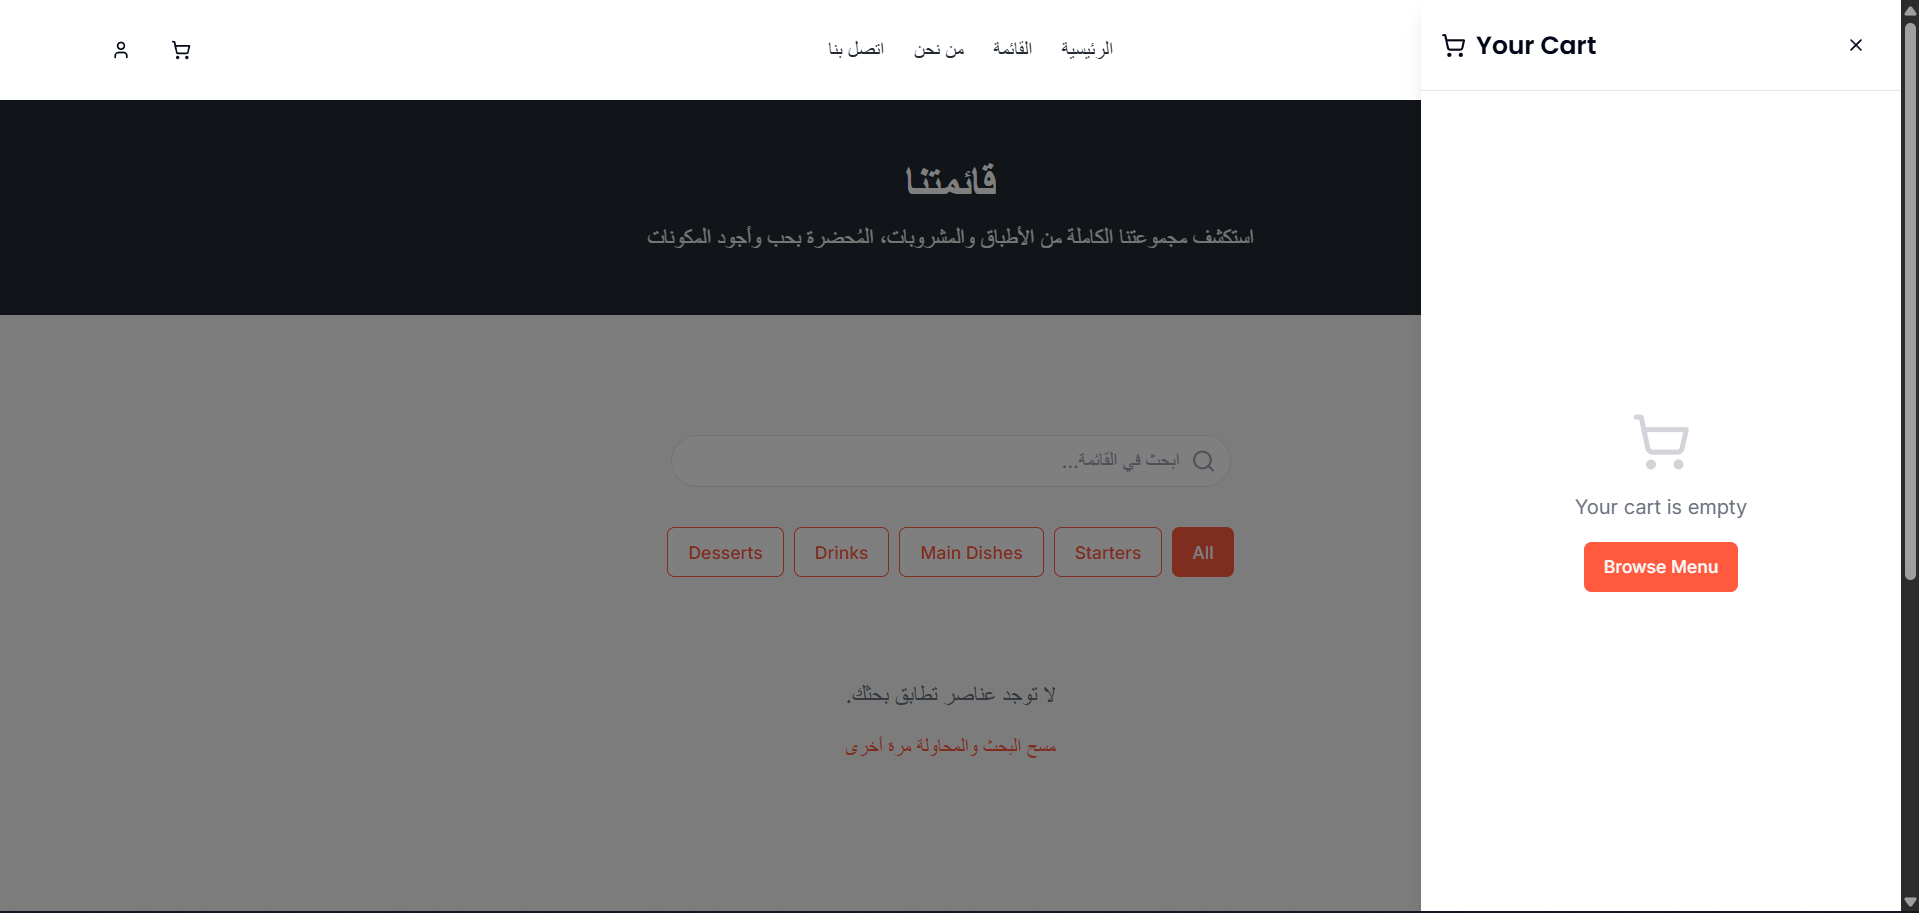 الرئيسية القائمة من نحن اتصل بنا
Your Cart
قائمتنا
استكشف مجموعتنا الكاملة من الأطباق والمشروبات، المُحضرة بحب وأجود المكونات
ابحث في القائمة...
All Starters Main Dishes Drinks Desserts
لا توجد عناصر تطابق بحثك.
مسح البحث والمحاولة مرة أخرى
Your cart is empty
Browse Menu